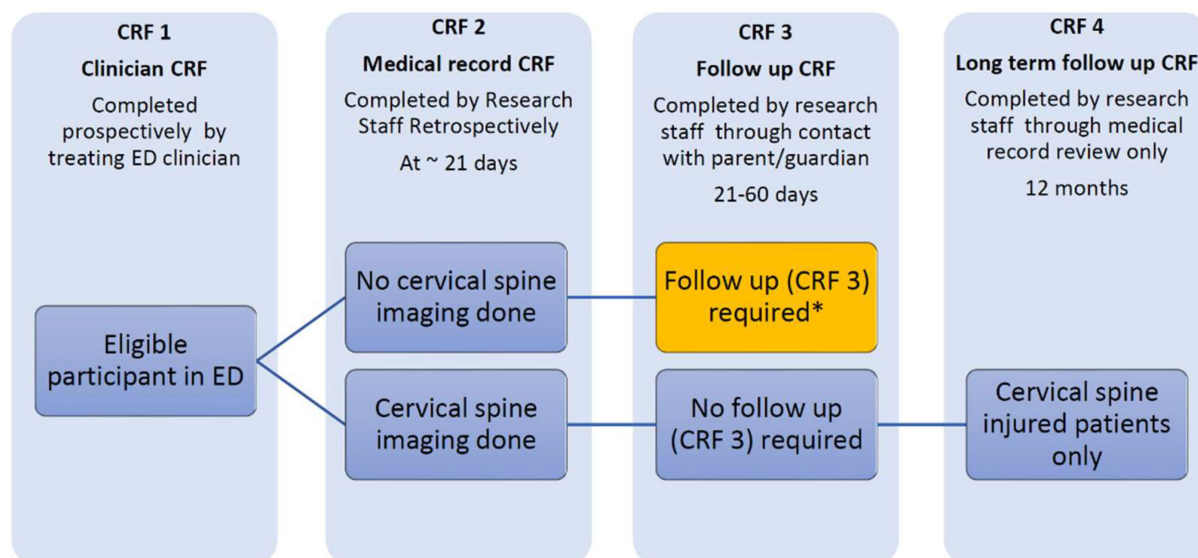 CRF 1
Clinician CRF
Completed
prospectively by
treating ED clinician
Eligible
participant in ED
CRF 2
Medical record CRF
Completed by Research
Staff Retrospectively
At ~ 21 days
No cervical spine
imaging done
Cervical spine
imaging done
CRF 3
Follow up CRF
Completed by research
staff through contact
with parent/guardian
21-60 days
Follow up (CRF 3)
required*
No follow up
(CRF 3) required
CRF 4
Long term follow up CRF
Completed by research
staff through medical
record review only
12 months
Cervical spine
injured patients
only